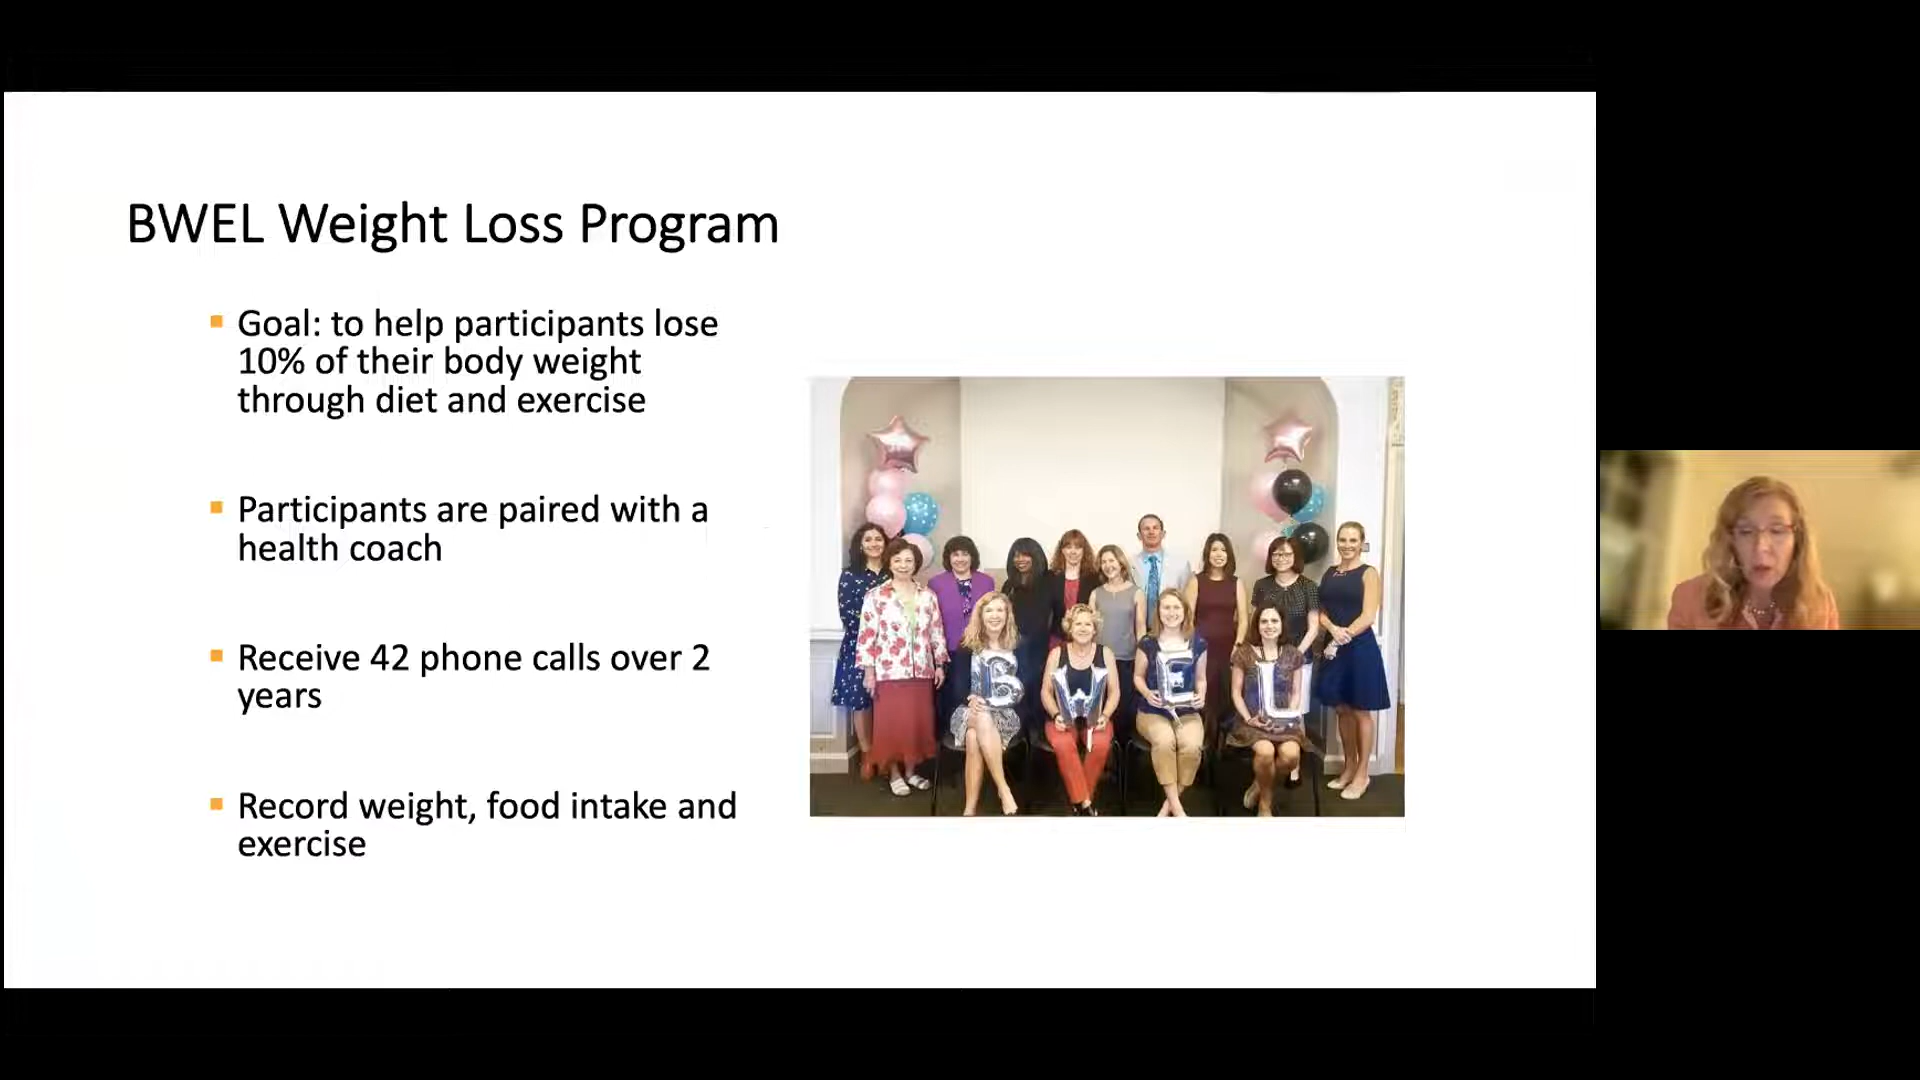 BWEL Weight Loss Program
Goal: to help participants lose
10% of their body weight
through diet and exercise
Participants are paired with a
health coach
Receive 42 phone calls over 2
years
Record weight, food intake and
exercise
B W E L